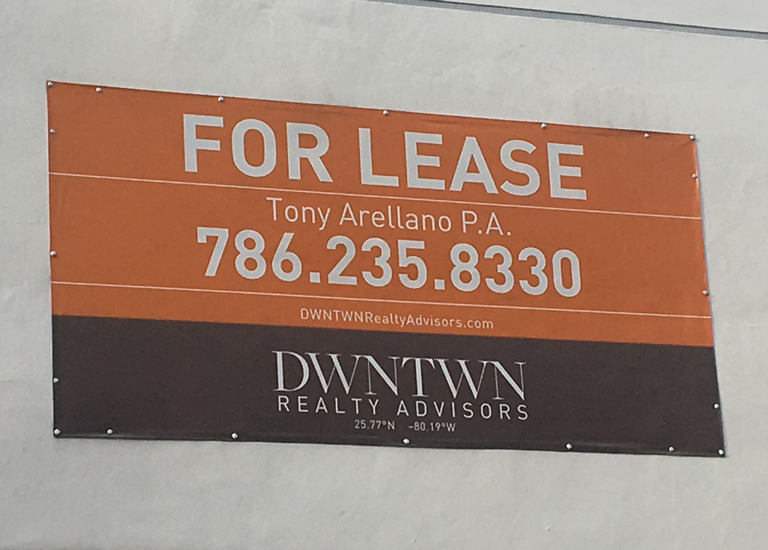 FOR LEASE
Tony Arellano P.A.
786.235.8330
DWNTWNRealtyAdvisors.com
DWNTWN
REALTY ADVISORS
25.77°N -80.19°W